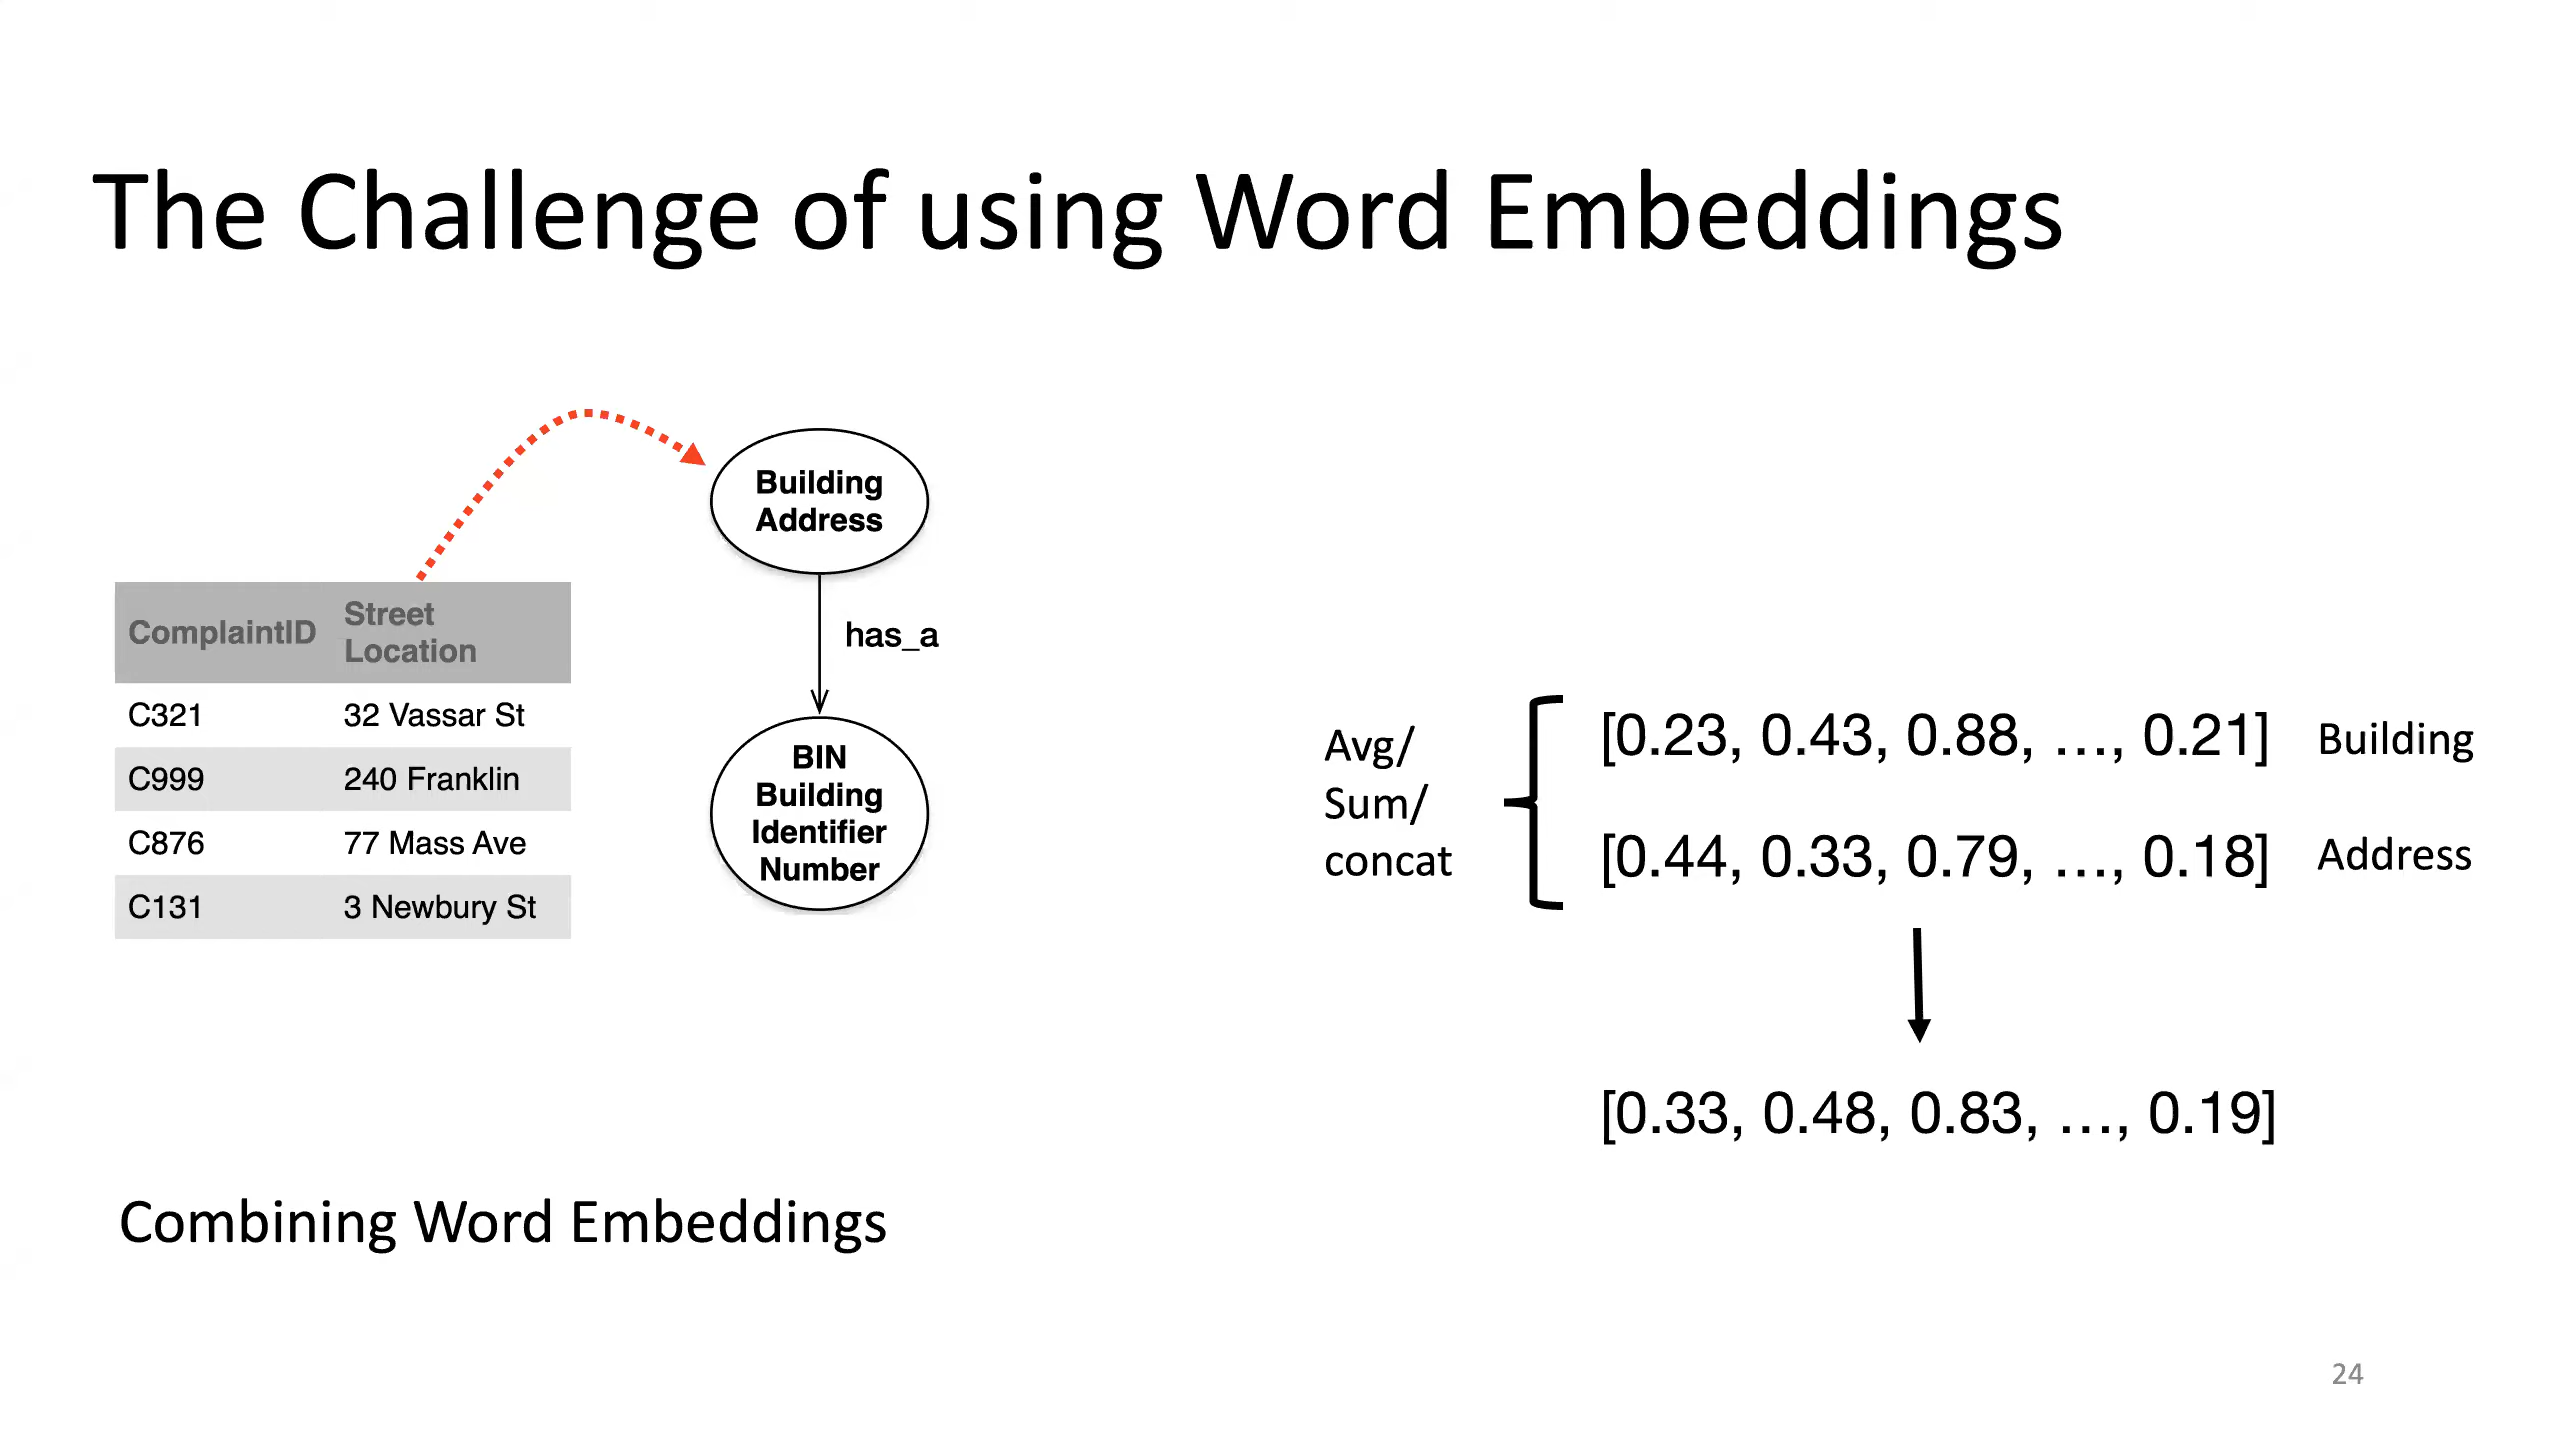 The Challenge of using Word Embeddings
Building
Address
has_a
BIN
Building
Identifier
Number
ComplaintID
Street
Location
C321
32 Vassar St
C999
240 Franklin
C876
77 Mass Ave
C131
3 Newbury St
Avg/
Sum/
concat
[0.23, 0.43, 0.88, ..., 0.21] Building
[0.44, 0.33, 0.79, ..., 0.18] Address
[0.33, 0.48, 0.83, ..., 0.19]
Combining Word Embeddings
24